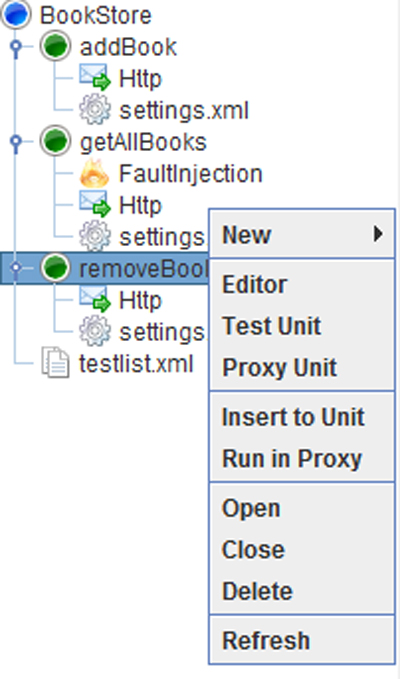 BookStore
addBook
Http
settings.xml
getAllBooks
FaultInjection
Http
settings
removeBool
Http
settings
testlist.xml
New
Editor
Test Unit
Proxy Unit
Insert to Unit
Run in Proxy
Open
Close
Delete
Refresh